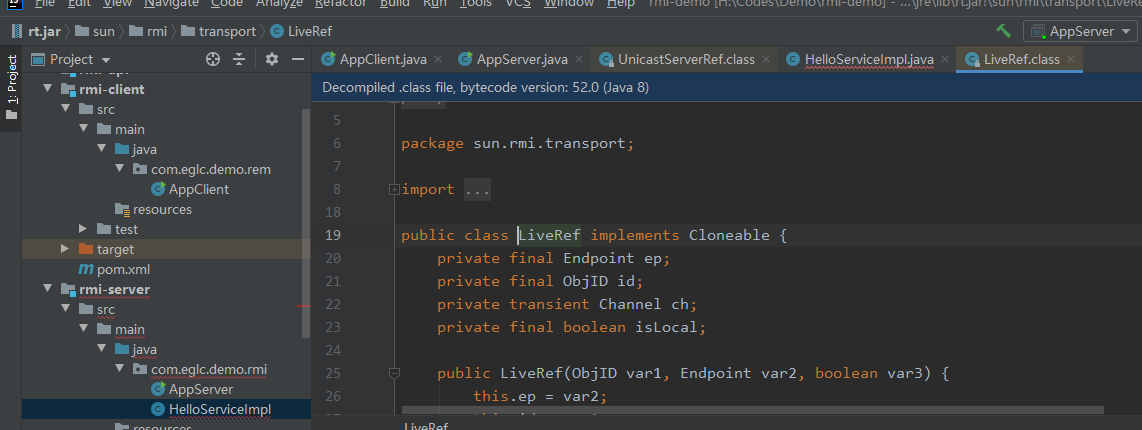 File Edit View Navigate Code Analyze Refactor Build Run Tools VCS Window Help rmi-demo [H:\Codes\Demo\rmi-demo] - ...\jre\lib\rt.jar!\sun\rmi\transport\LiveRe
rt.jar sun rmi transport LiveRef AppServer
1: Project
Project
AppClient.java AppServer.java UnicastServerRef.class HelloServiceImpl.java LiveRef.class
rmi-client
src
main
java
com.eglc.demo.rem
AppClient
resources
test
target
pom.xml
rmi-server
src
main
java
com.eglc.demo.rmi
AppServer
HelloServiceImpl
resources
Decompiled .class file, bytecode version: 52.0 (Java 8)
5
6 package sun.rmi.transport;
7
8 import ...
18
19 public class LiveRef implements Cloneable {
20 private final Endpoint ep;
21 private final ObjID id;
22 private transient Channel ch;
23 private final boolean isLocal;
24
25 public LiveRef(ObjID var1, Endpoint var2, boolean var3) {
26 this.ep = var2;
LiveRef